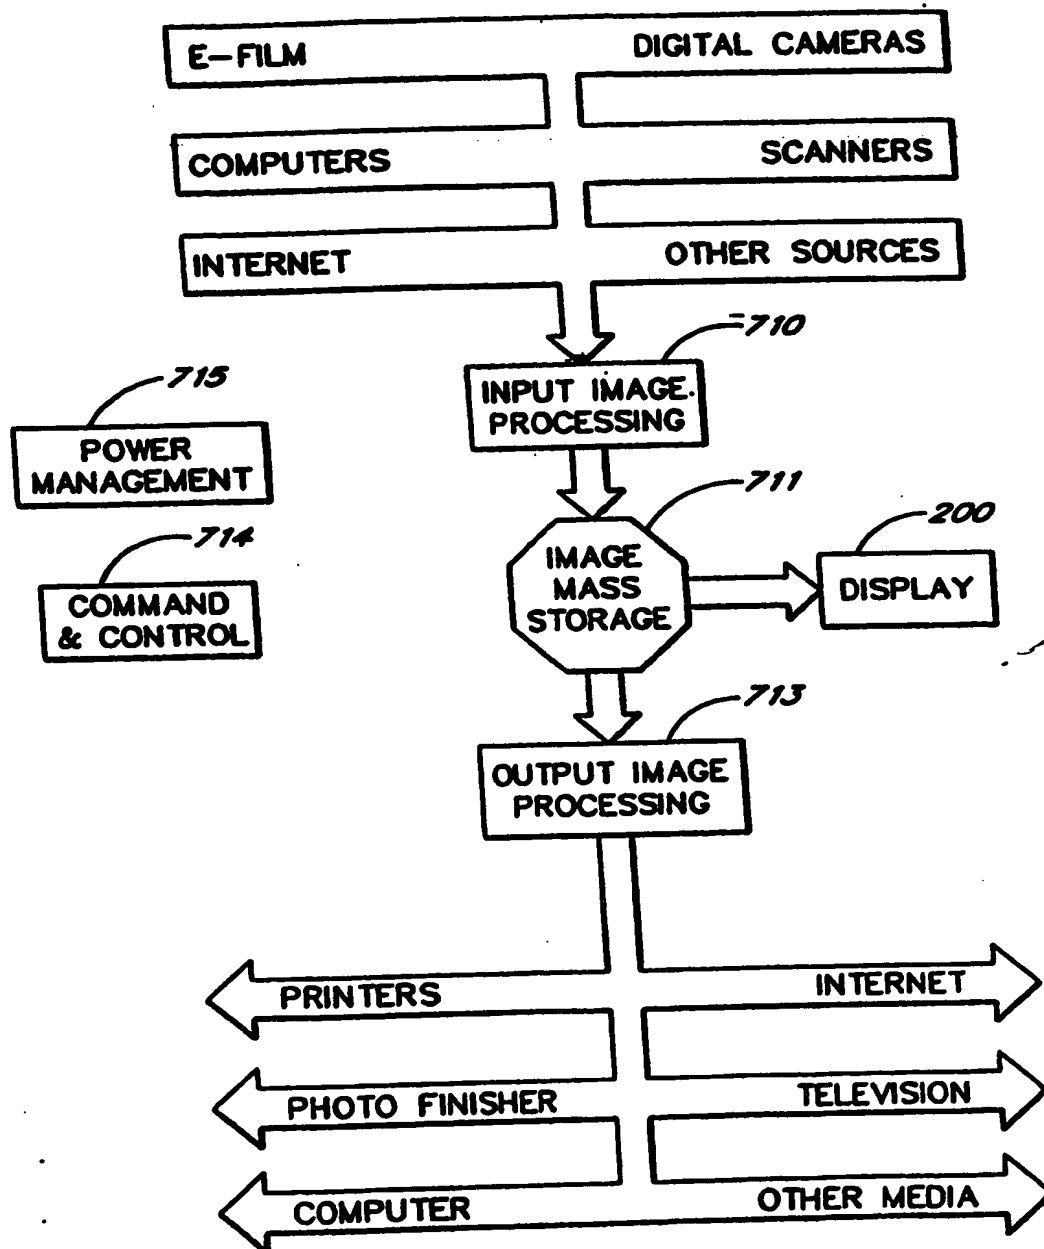 E-FILM DIGITAL CAMERAS
COMPUTERS SCANNERS
INTERNET OTHER SOURCES
710
INPUT IMAGE
PROCESSING
715
POWER
MANAGEMENT
711
IMAGE
MASS
STORAGE
200
DISPLAY
714
COMMAND
& CONTROL
713
OUTPUT IMAGE
PROCESSING
PRINTERS INTERNET
PHOTO FINISHER TELEVISION
COMPUTER OTHER MEDIA